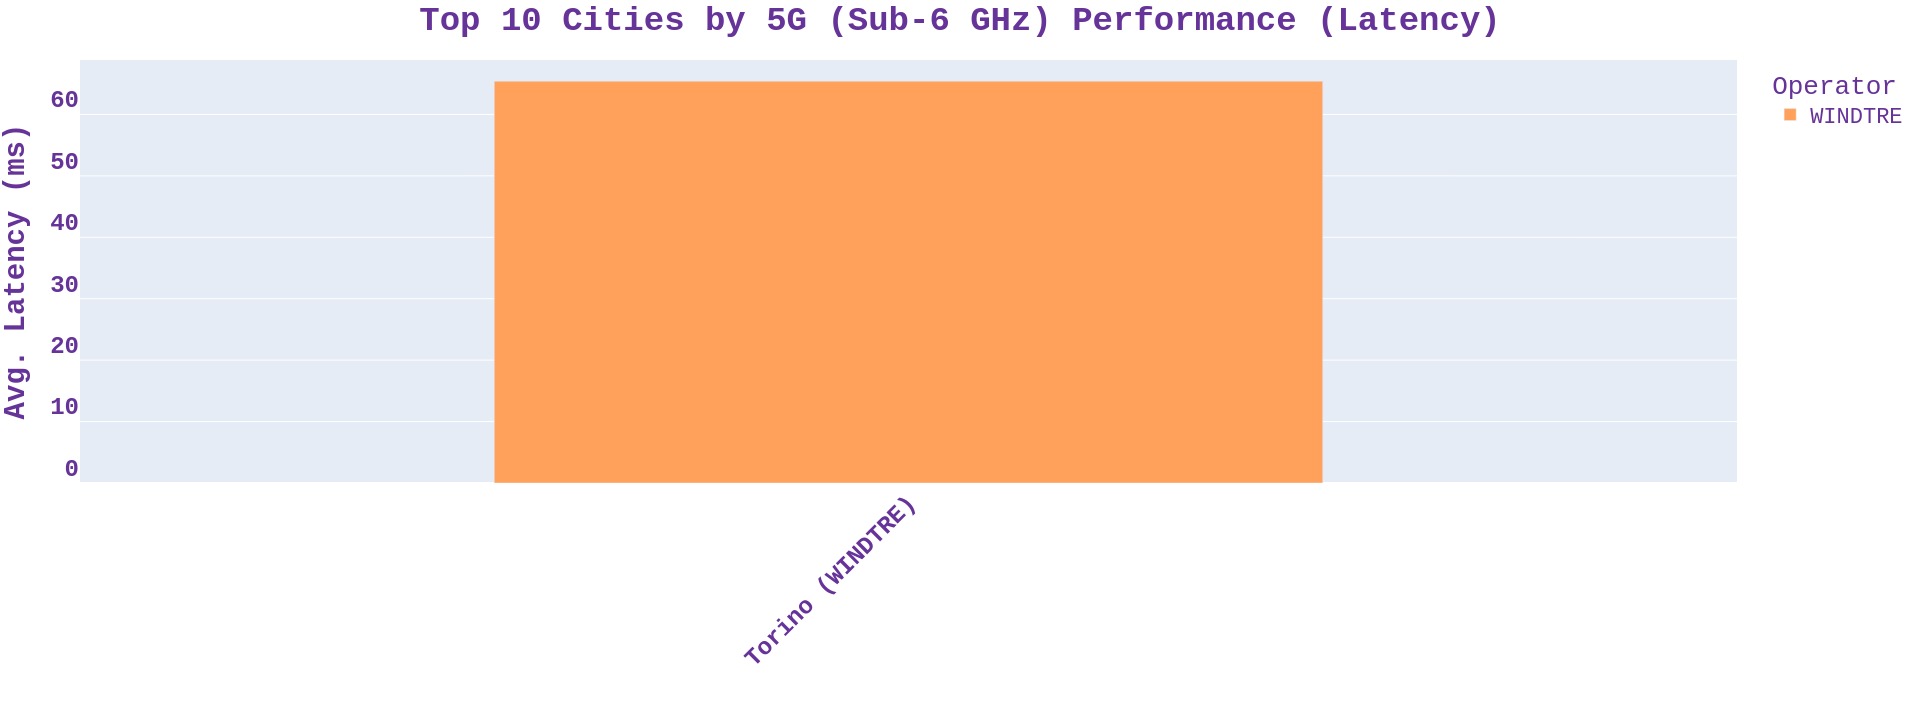 Top 10 Cities by 5G (Sub-6 GHz) Performance (Latency)
Operator
WINDTRE
Avg. Latency (ms)
60
50
40
30
20
10
0
Torino (WINDTRE)